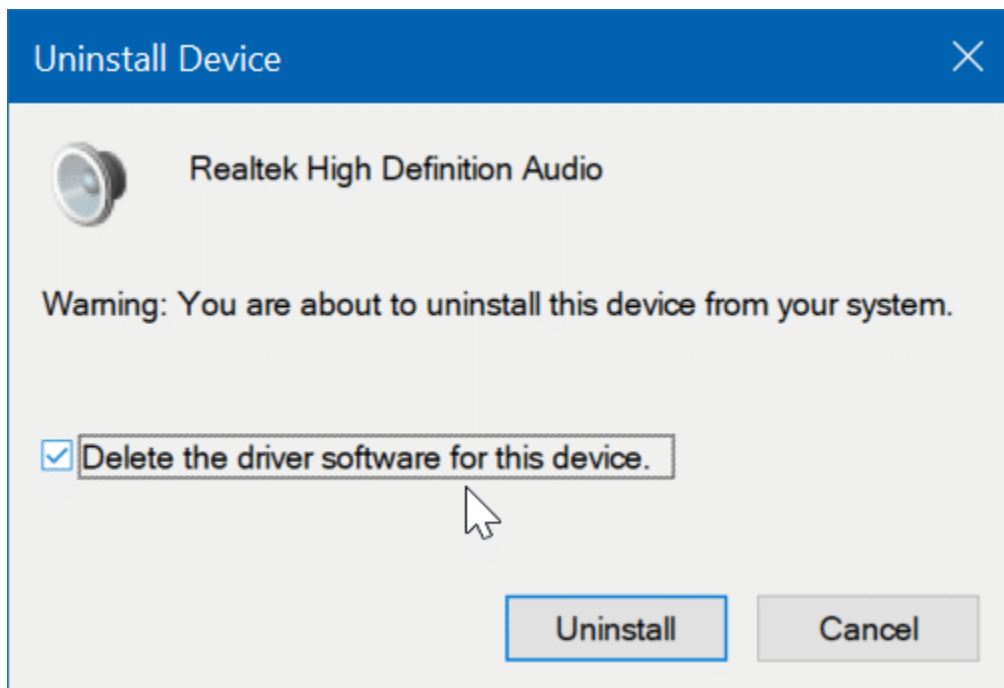 Uninstall Device
Realtek High Definition Audio
Warning: You are about to uninstall this device from your system.
Delete the driver software for this device.
Uninstall
Cancel